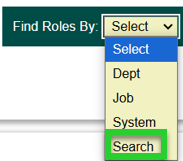 Find Roles By: Select
Select
Dept
Job
System
Search